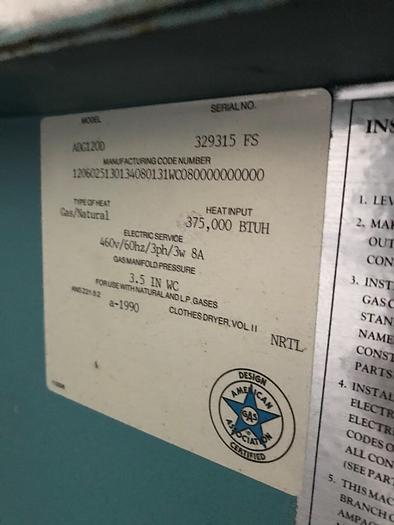 MODEL SERIAL NO.
ADG120D 329315 FS
MANUFACTURING CODE NUMBER
1206025130134080131WC080000000000
TYPE OF HEAT HEAT INPUT
Gas/Natural 375,000 BTUH
ELECTRIC SERVICE
460v/60hz/3ph/3w 8A
GAS MANIFOLD PRESSURE
3.5 IN WC
FOR USE WITH NATURAL AND L.P. GASES
ANS Z21.5.2
a-1990 CLOTHES DRYER, VOL II
NRTL
DESIGN
AMERICAN
GAS
ASSOCIATION
CERTIFIED
INS
1. LEV
2. MA
OUT
CON
3. INST
GAS C
STAN
NAME
CONST
PARTS
4. INSTAL
ELECTR
ELECTR
CODES O
ALL CON
(SEE PAR
5. THIS MAC
BRANCH C
AMPAC